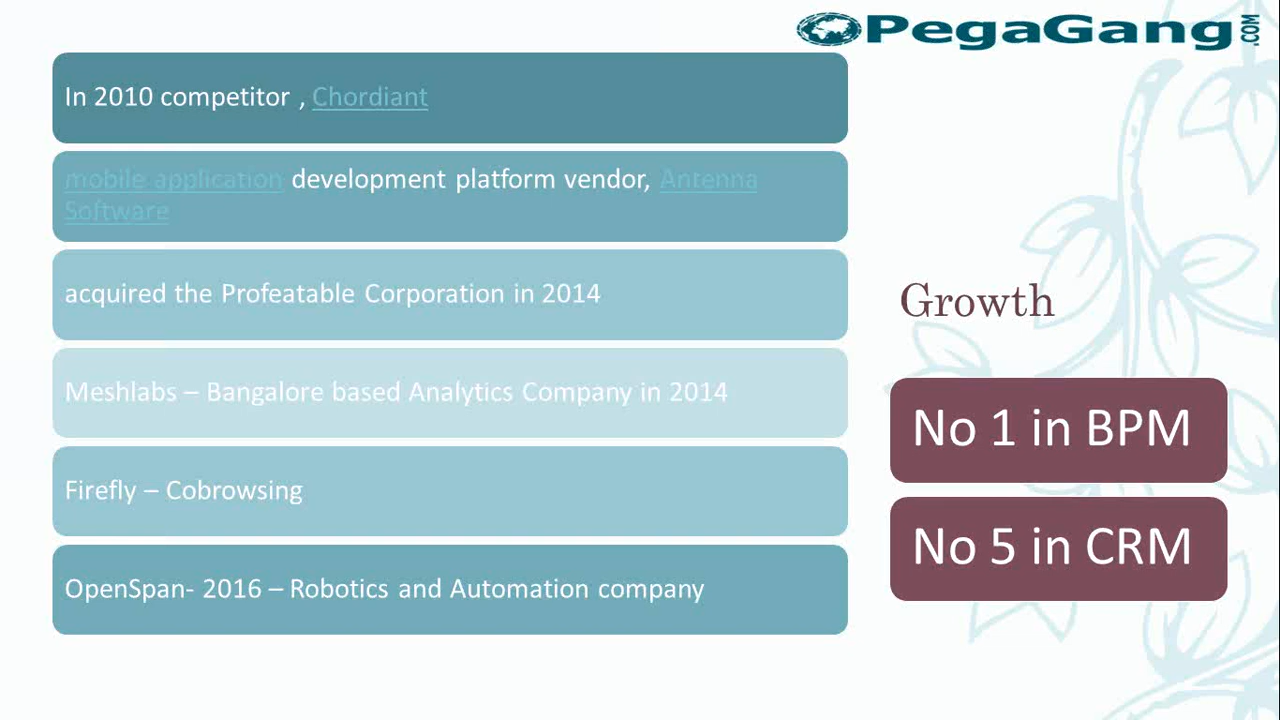 PegaGang.COM
In 2010 competitor , Chordiant
mobile application development platform vendor, Antenna
Software
acquired the Profeatable Corporation in 2014
Meshlabs – Bangalore based Analytics Company in 2014
Firefly – Cobrowsing
OpenSpan- 2016 – Robotics and Automation company
Growth
No 1 in BPM
No 5 in CRM